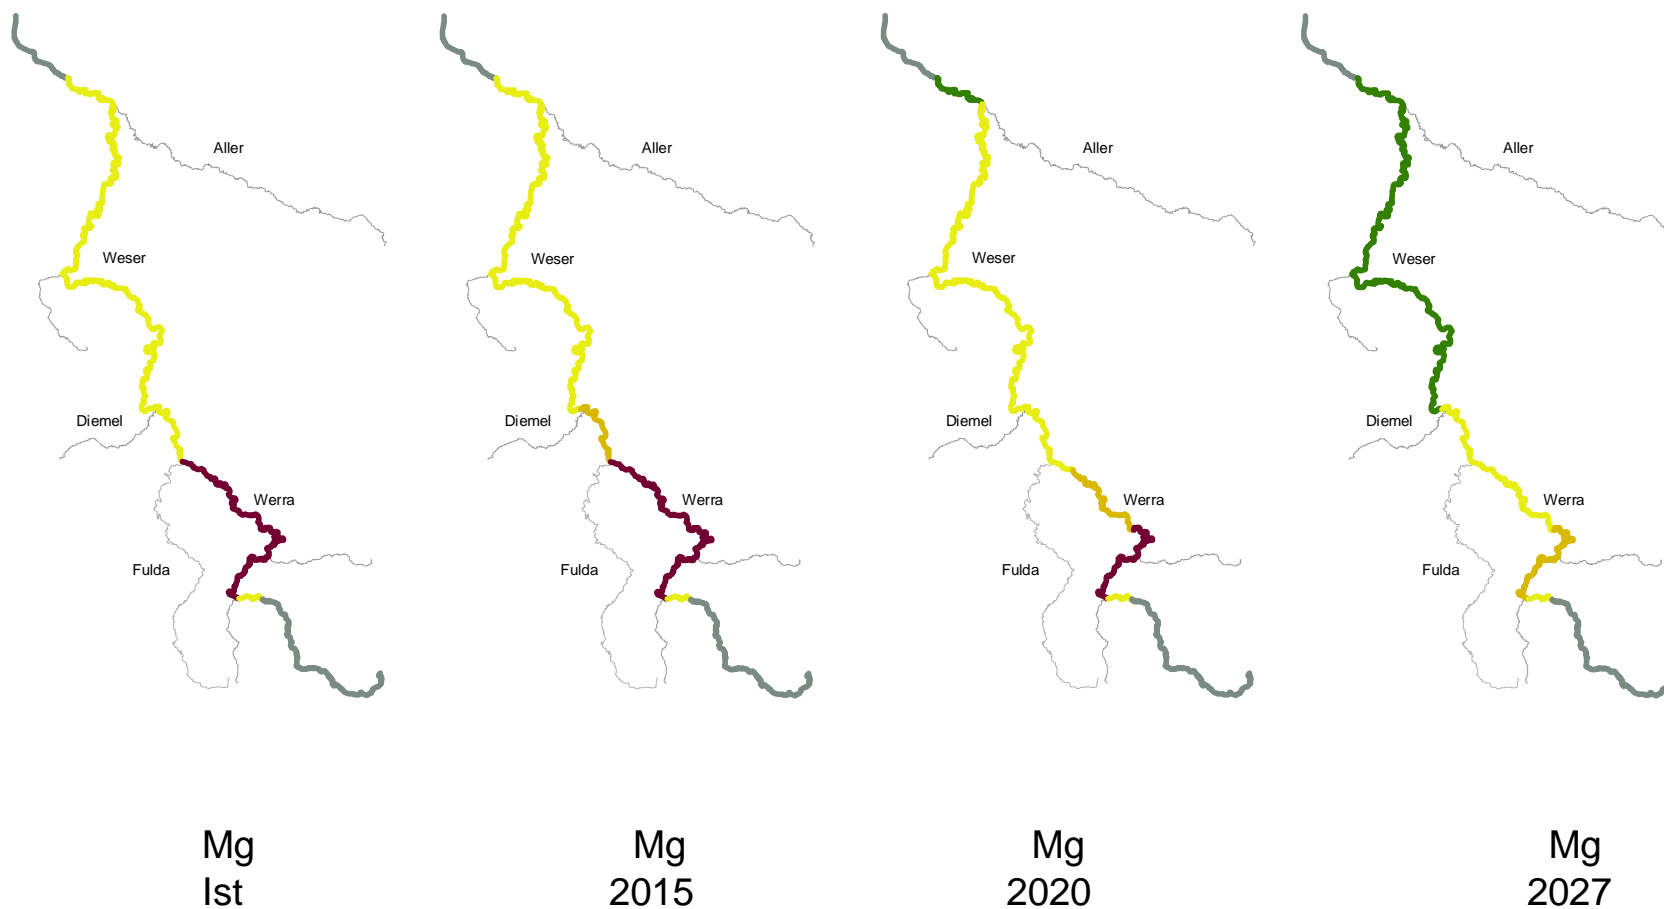 Aller
Weser
Diemel
Werra
Fulda
Mg
Ist
Aller
Weser
Diemel
Werra
Fulda
Mg
2015
Aller
Weser
Diemel
Werra
Fulda
Mg
2020
Aller
Weser
Diemel
Werra
Fulda
Mg
2027